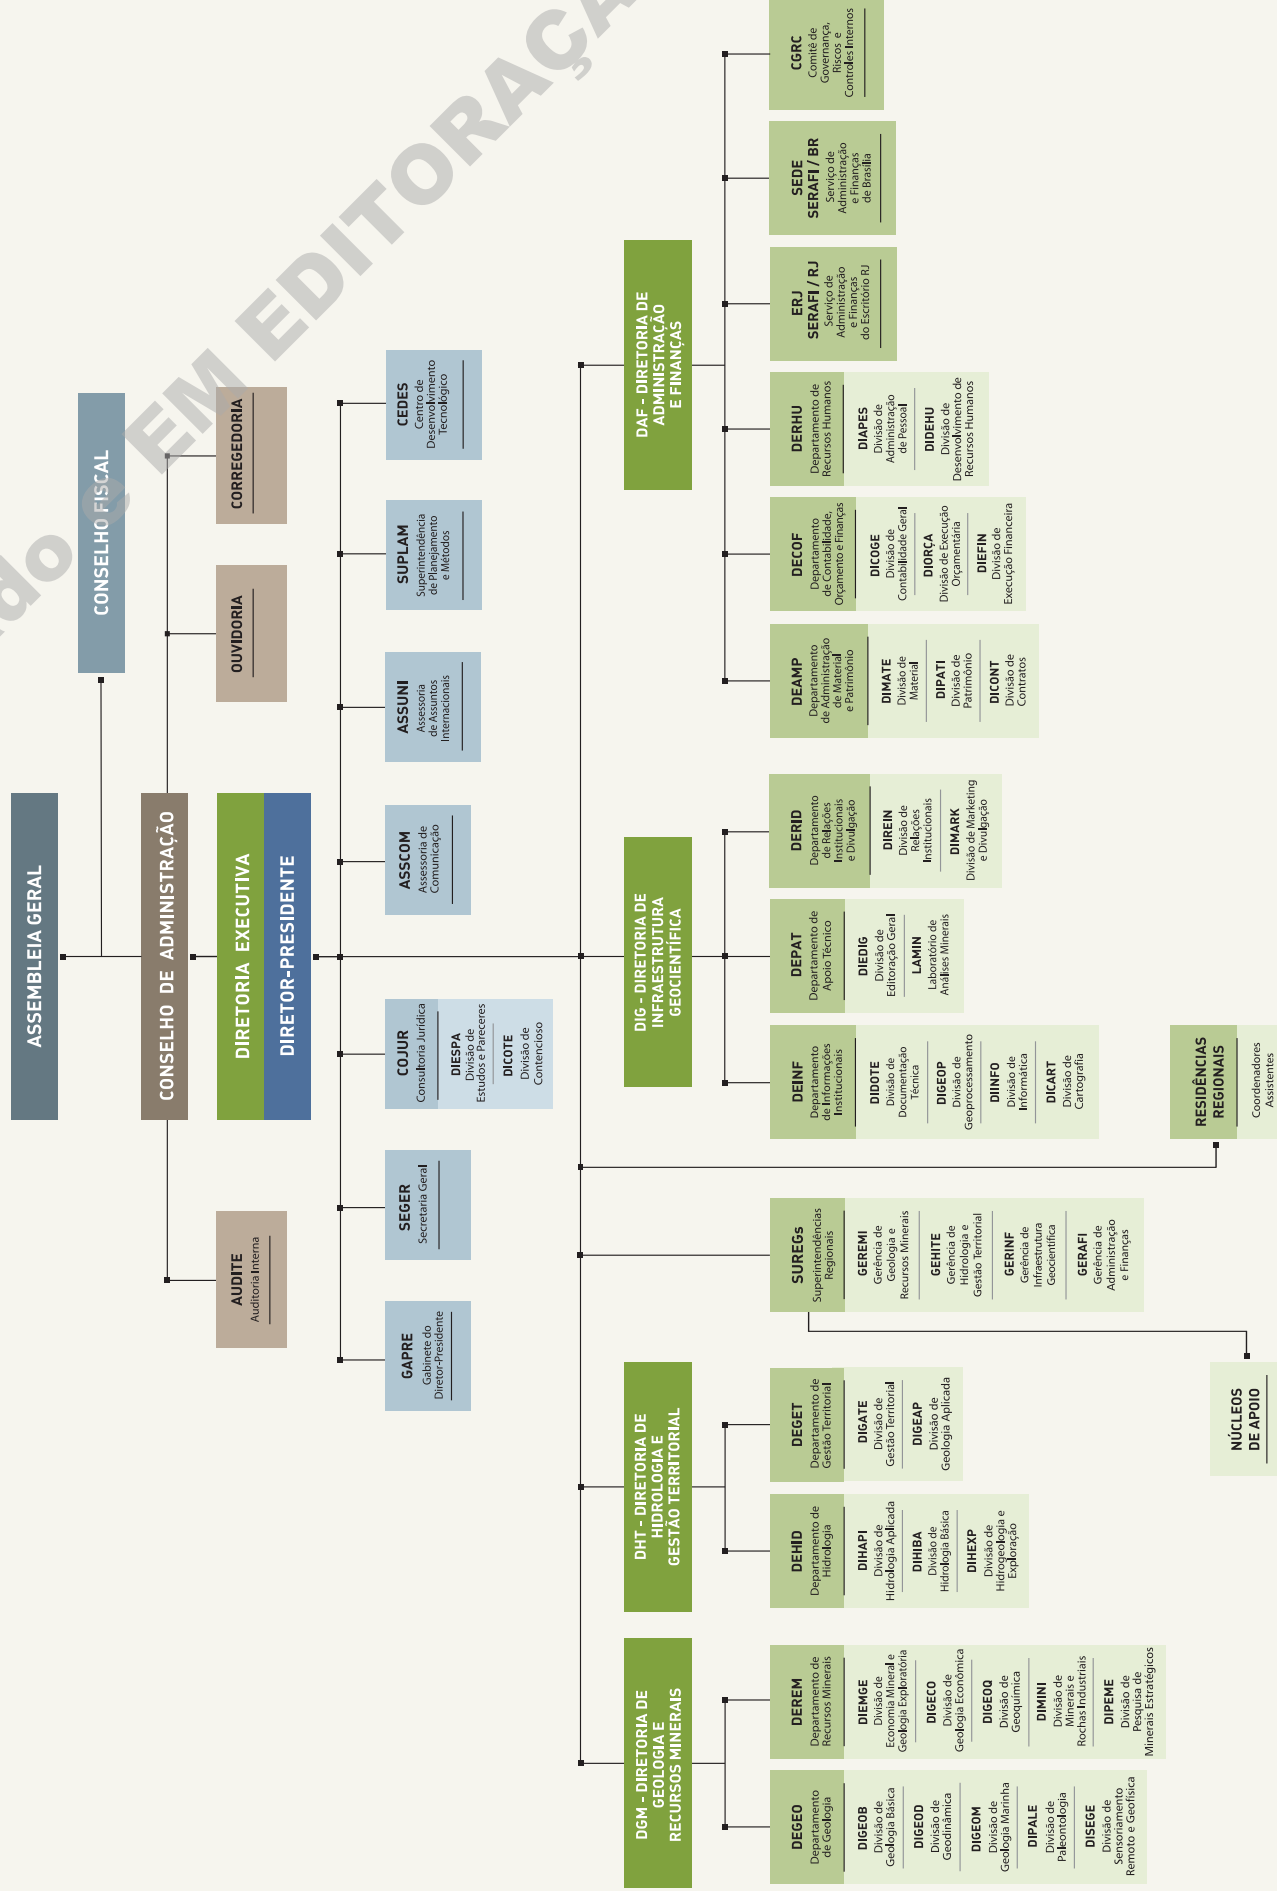 ASSEMBLEIA GERAL
CONSELHO FISCAL
CONSELHO DE ADMINISTRAÇÃO
AUDITE
Auditoria Interna
OUVIDORIA
CORREGEDORIA
DIRETORIA EXECUTIVA
DIRETOR-PRESIDENTE
GAPRE
Gabinete do
Diretor-Presidente
SEGER
Secretaria Geral
COJUR
Consultoria Jurídica
DIESPA
Divisão de
Estudos e Pareceres
DICOTE
Divisão de
Contencioso
ASSCOM
Assessoria de
Comunicação
ASSUNI
Assessoria
de Assuntos
Internacionais
SUPLAM
Superintendência
de Planejamento
e Métodos
CEDES
Centro de
Desenvolvimento
Tecnológico
DGM - DIRETORIA DE
GEOLOGIA E
RECURSOS MINERAIS
DEGEO
Departamento
de Geologia
DIGEOB
Divisão de
Geologia Básica
DIGEOD
Divisão de
Geodinâmica
DIGEOM
Divisão de
Geologia Marinha
DIPALE
Divisão de
Paleontologia
DISEGE
Divisão de
Sensoriamento
Remoto e Geofísica
DEREM
Departamento de
Recursos Minerais
DIEMGE
Divisão de
Economia Mineral e
Geologia Exploratória
DIGECO
Divisão de
Geologia Econômica
DIGEOQ
Divisão de
Geoquímica
DIMINI
Divisão de
Minerais e
Rochas Industriais
DIPEME
Divisão de
Pesquisa de
Minerais Estratégicos
DHT - DIRETORIA DE
HIDROLOGIA E
GESTÃO TERRITORIAL
DEHID
Departamento de
Hidrologia
DIHAPI
Divisão de
Hidrologia Aplicada
DIHIBA
Divisão de
Hidrologia Básica
DIHEXP
Divisão de
Hidrogeologia e
Exploração
DEGET
Departamento de
Gestão Territorial
DIGATE
Divisão de
Gestão Territorial
DIGEAP
Divisão de
Geologia Aplicada
SUREGs
Superintendências
Regionais
GEREMI
Gerência de
Geologia e
Recursos Minerais
GEHITE
Gerência de
Hidrologia e
Gestão Territorial
GERINF
Gerência de
Infraestrutura
Geocientífica
GERAFI
Gerência de
Administração
e Finanças
NÚCLEOS
DE APOIO
RESIDÊNCIAS
REGIONAIS
Coordenadores
Assistentes
DIG - DIRETORIA DE
INFRAESTRUTURA
GEOCIENTÍFICA
DEINF
Departamento
de Informações
Institucionais
DIDOTE
Divisão de
Documentação
Técnica
DIGEOP
Divisão de
Geoprocessamento
DIINFO
Divisão de
Informática
DICART
Divisão de
Cartografia
DEPAT
Departamento de
Apoio Técnico
DIEDIG
Divisão de
Editoração Geral
LAMIN
Laboratório de
Análises Minerais
DERID
Departamento
de Relações
Institucionais
e Divulgação
DIREIN
Divisão de
Relações
Institucionais
DIMARK
Divisão de Marketing
e Divulgação
DAF - DIRETORIA DE
ADMINISTRAÇÃO
E FINANÇAS
DEAMP
Departamento
de Administração
de Material
e Patrimônio
DIMATE
Divisão de
Material
DIPATI
Divisão de
Patrimônio
DICONT
Divisão de
Contratos
DECOF
Departamento
de Contabilidade,
Orçamento e Finanças
DICOGE
Divisão de
Contabilidade Geral
DIORÇA
Divisão de Execução
Orçamentária
DIEFIN
Divisão de
Execução Financeira
DERHU
Departamento de
Recursos Humanos
DIAPES
Divisão de
Administração
de Pessoal
DIDEHU
Divisão de
Desenvolvimento de
Recursos Humanos
ERJ
SERAFI / RJ
Serviço de
Administração
e Finanças
do Escritório RJ
SEDE
SERAFI / BR
Serviço de
Administração
e Finanças
de Brasília
CGRC
Comitê de
Governança,
Riscos e
Controles Internos
e EM EDITORAÇÃ